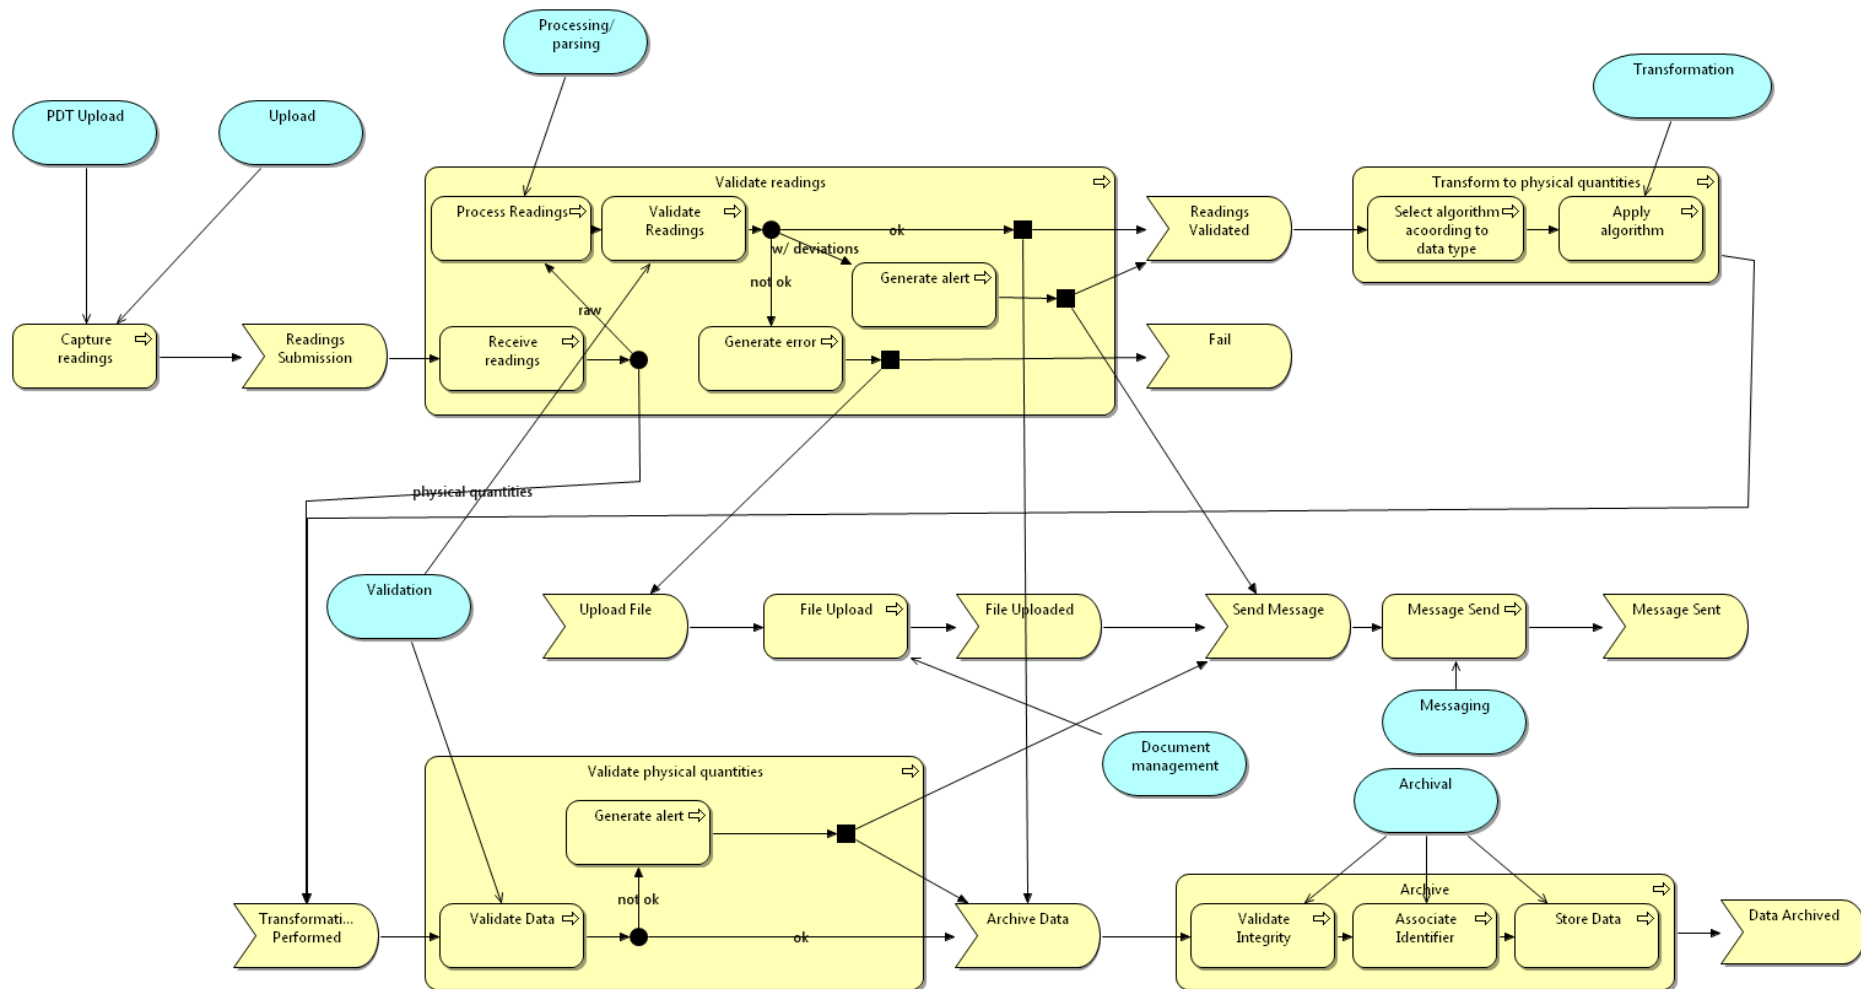 Processing/
parsing
Transformation
PDT Upload
Upload
Validate readings
Transform to physical quantities
Process Readings
Validate
Readings
ok
w/ deviations
not ok
Generate alert
Readings
Validated
Select algorithm
acoording to
data type
Apply
algorithm
raw
Capture
readings
Readings
Submission
Receive
readings
Generate error
Fail
physical quantities
Validation
Upload File
File Upload
File Uploaded
Send Message
Message Send
Message Sent
Messaging
Document
management
Validate physical quantities
Generate alert
Archival
not ok
ok
Transformati...
Performed
Validate Data
Archive Data
Archive
Validate
Integrity
Associate
Identifier
Store Data
Data Archived